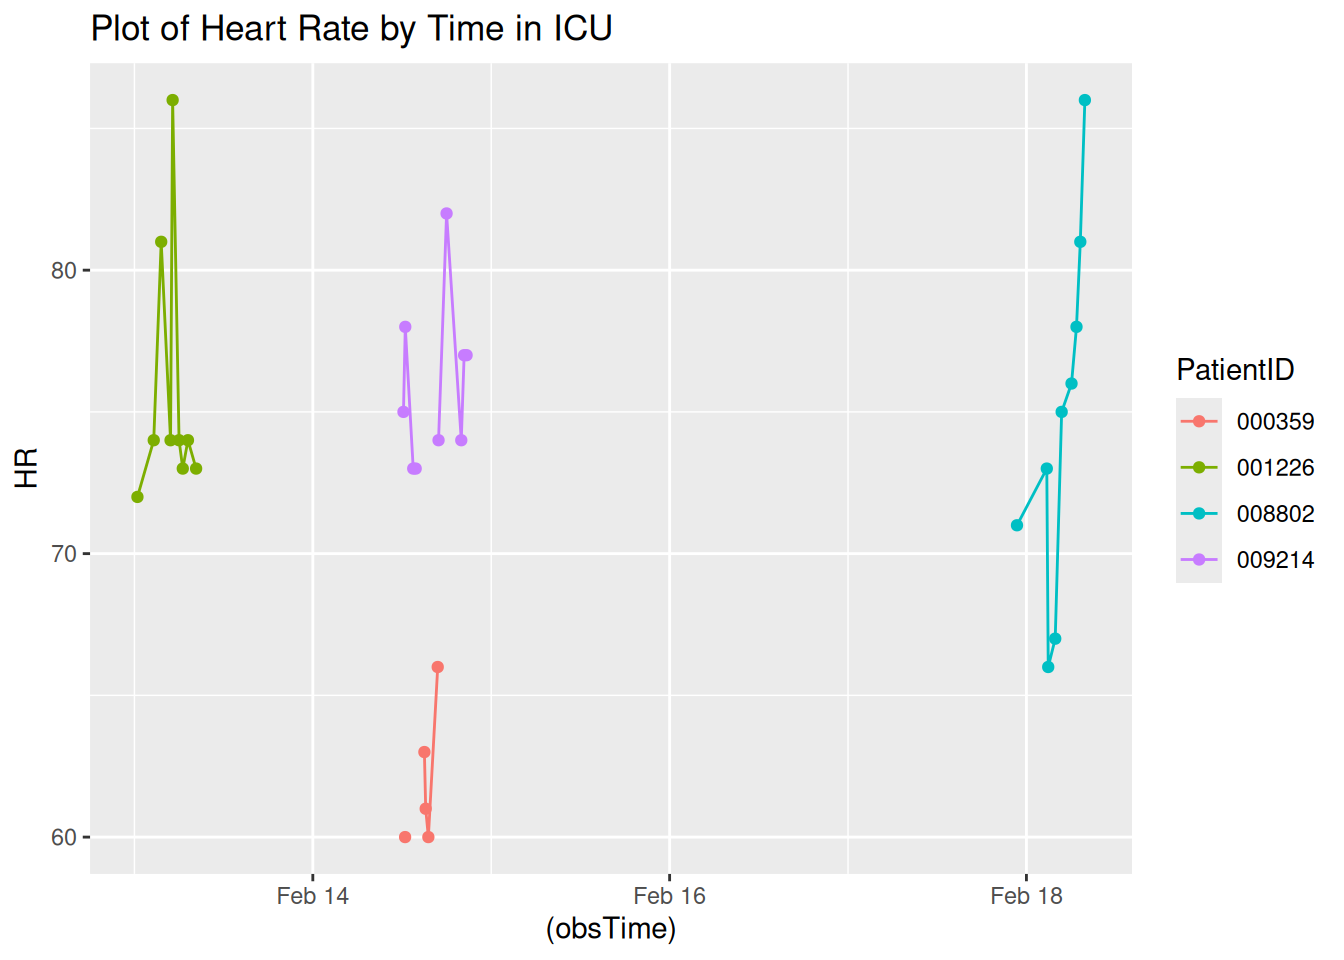 Plot of Heart Rate by Time in ICU
HR
80
70
60
Feb 14
Feb 16
Feb 18
(obsTime)
PatientID
000359
001226
008802
009214